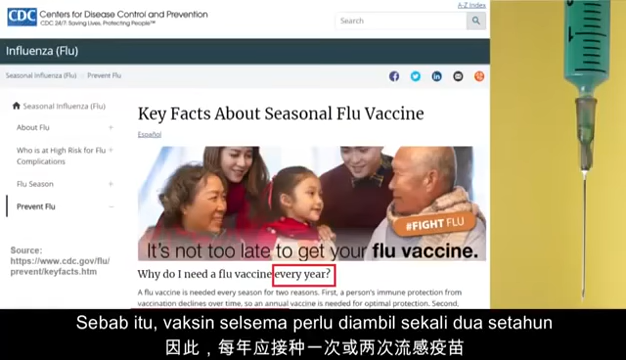 A-Z Index
CDC Centers for Disease Control and Prevention
CDC 24/7: Saving Lives. Protecting People™
Search
Influenza (Flu)
Seasonal Influenza (Flu) Prevent Flu
Seasonal Influenza (Flu)
About Flu +
Who is at High Risk for Flu +
Complications
Flu Season +
Prevent Flu −
Source:
https://www.cdc.gov/flu/
prevent/keyfacts.htm
Key Facts About Seasonal Flu Vaccine
Español
#FIGHT FLU
It's not too late to get your flu vaccine.
Why do I need a flu vaccine every year?
A flu vaccine is needed every season for two reasons. First, a person's immune protection from
vaccination declines over time, so an annual vaccine is needed for optimal protection. Second,
Sebab itu, vaksin selsema perlu diambil sekali dua setahun
因此，每年应接种一次或两次流感疫苗